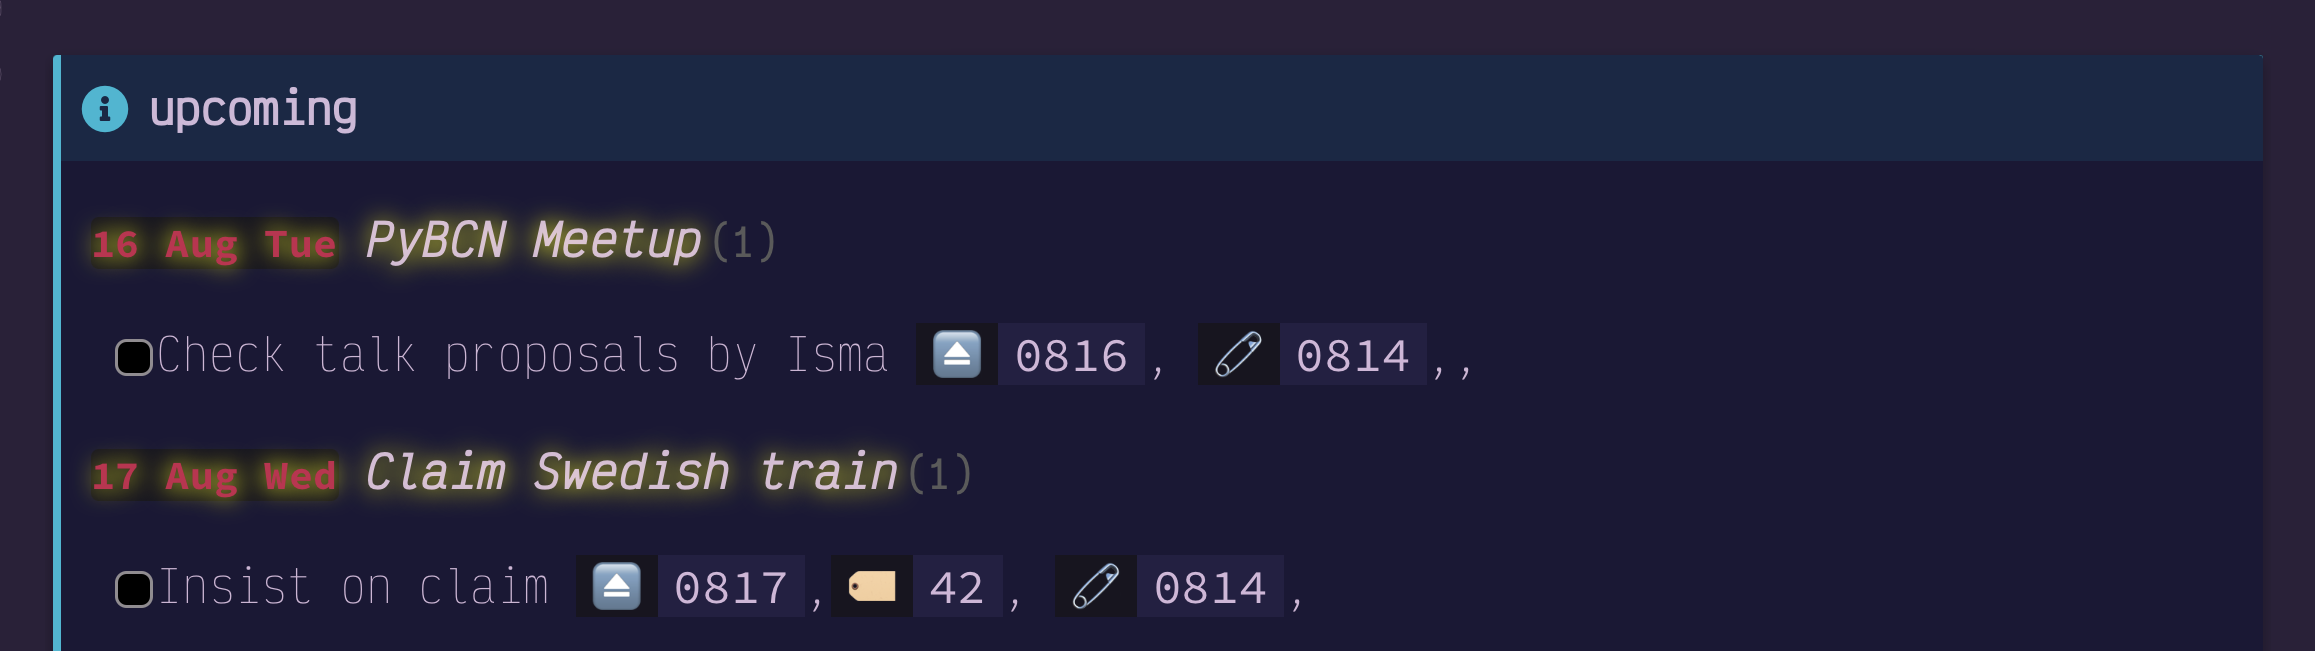 upcoming
16 Aug Tue PyBCN Meetup(1)
Check talk proposals by Isma ⏏️ 0816, 🧷 0814,,
17 Aug Wed Claim Swedish train(1)
Insist on claim ⏏️ 0817,🏷️ 42, 🧷 0814,